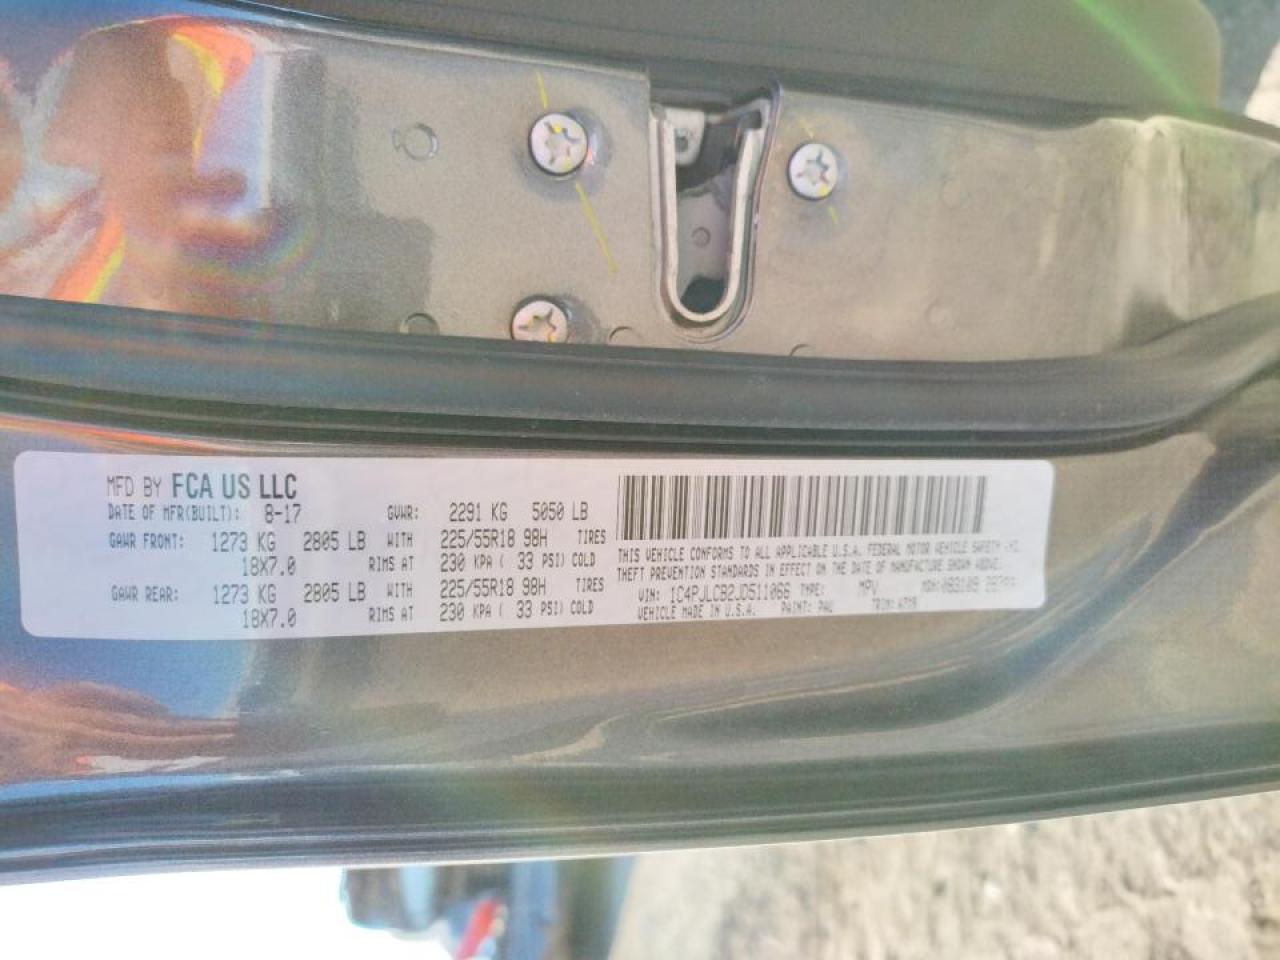 MFD BY FCA US LLC
DATE OF MFR(BUILT): 8-17 GVWR: 2291 KG 5050 LB
GAWR FRONT: 1273 KG 2805 LB WITH 225/55R18 98H TIRES
18X7.0 RIMS AT 230 KPA ( 33 PSI) COLD
GAWR REAR: 1273 KG 2805 LB WITH 225/55R18 98H TIRES
18X7.0 RIMS AT 230 KPA ( 33 PSI) COLD
THIS VEHICLE CONFORMS TO ALL APPLICABLE U.S.A. FEDERAL MOTOR VEHICLE SAFETY
THEFT PREVENTION STANDARDS IN EFFECT ON THE DATE OF MANUFACTURE SHOWN ABOVE.
VIN: 1C4PJLCB2JD511066 TYPE: MPV MDH:
VEHICLE MADE IN U.S.A. PAINT: PAU TRIM: